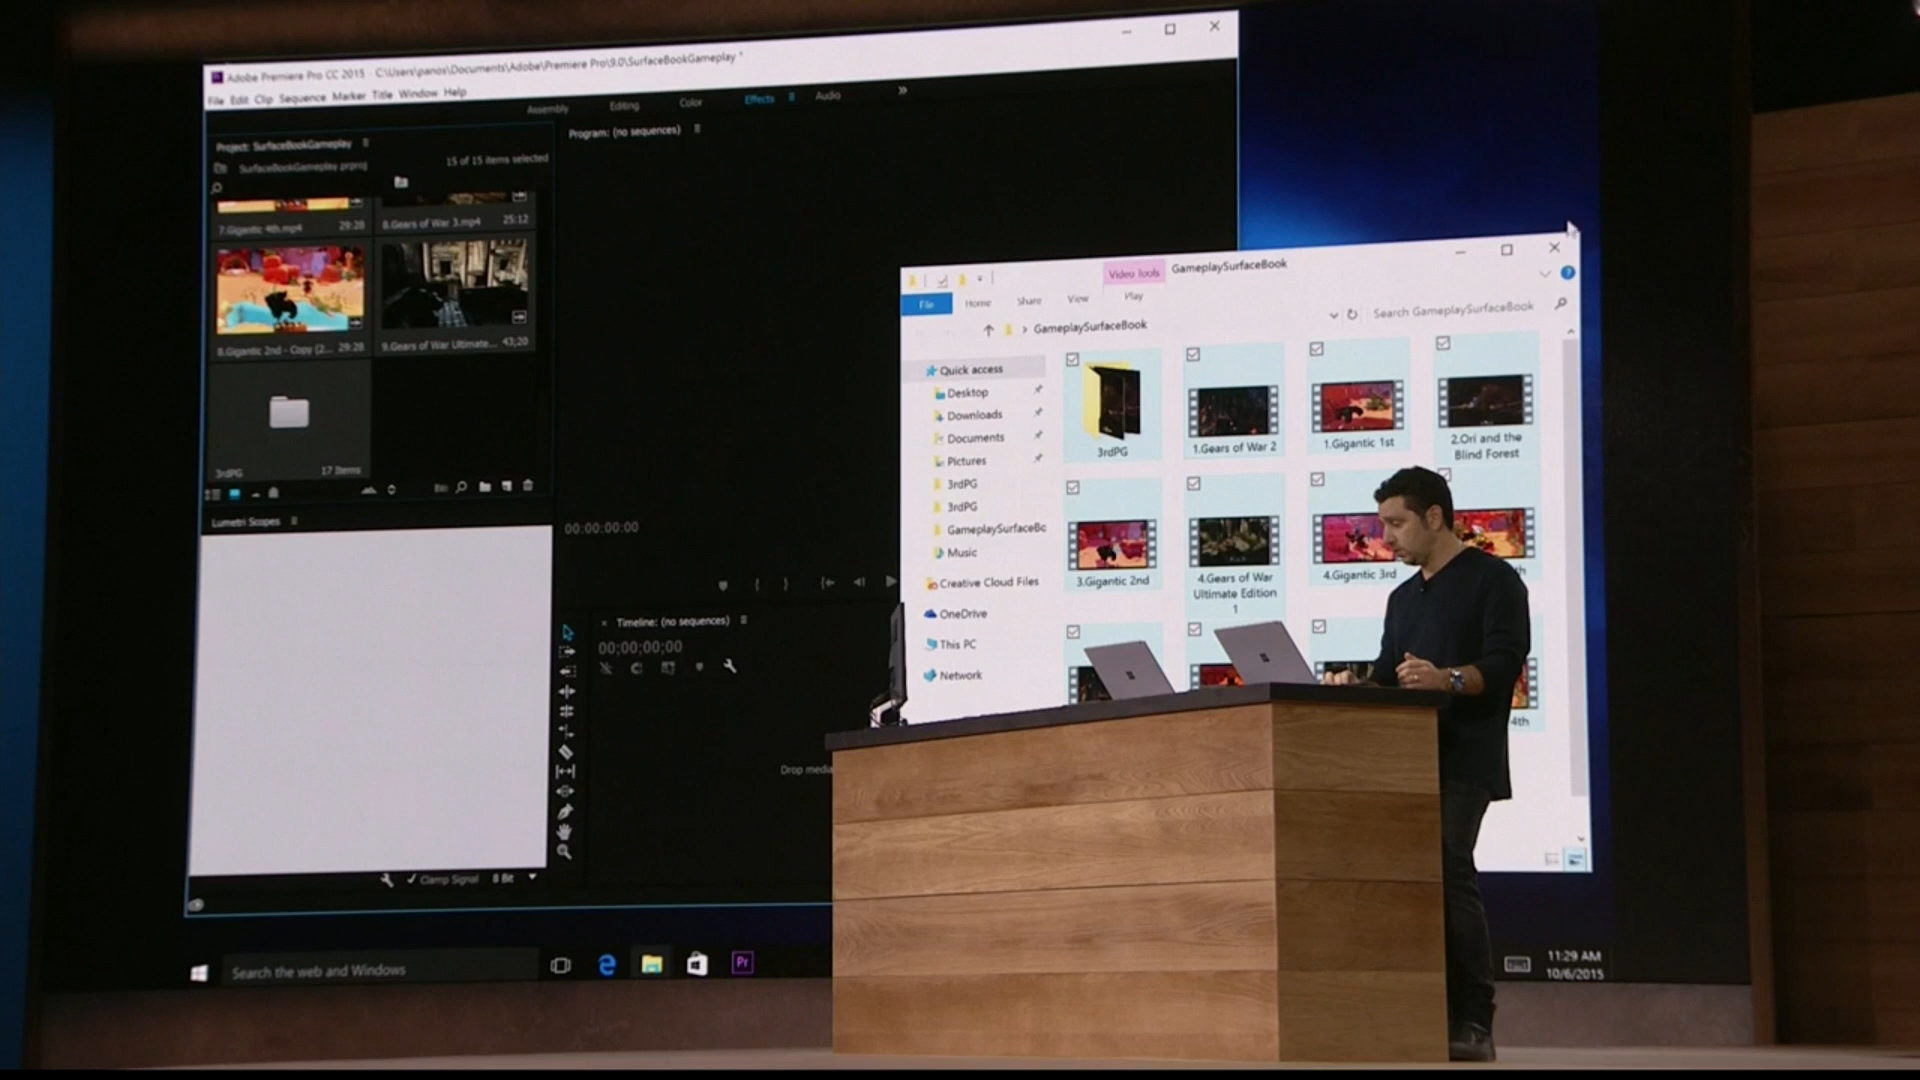 Adobe Premiere Pro CC 2015 - C:\Users\panos\Documents\Adobe\Premiere Pro\9.0\SurfaceBookGameplay *
File Edit Clip Sequence Marker Title Window Help
Assembly Editing Color Effects Audio
Project: SurfaceBookGameplay
SurfaceBookGameplay.prproj
15 of 15 items selected
7.Gigantic 4th.mp4 29:28
8.Gears of War 3.mp4 25:12
8.Gigantic 2nd - Copy (2... 29:28
9.Gears of War Ultimate... 43;20
3rdPG 17 Items
Lumetri Scopes
Clamp Signal 8 Bit
Program: (no sequences)
00:00:00:00
Timeline: (no sequences)
00;00;00;00
Drop media
Video Tools GameplaySurfaceBook
File Home Share View Play
GameplaySurfaceBook
Search GameplaySurfaceBook
Quick access
Desktop
Downloads
Documents
Pictures
3rdPG
3rdPG
GameplaySurfaceBo
Music
Creative Cloud Files
OneDrive
This PC
Network
3rdPG
1.Gears of War 2
1.Gigantic 1st
2.Ori and the
Blind Forest
3.Gigantic 2nd
4.Gears of War
Ultimate Edition
1
4.Gigantic 3rd
th
4th
Search the web and Windows
Pr
11:29 AM
10/6/2015